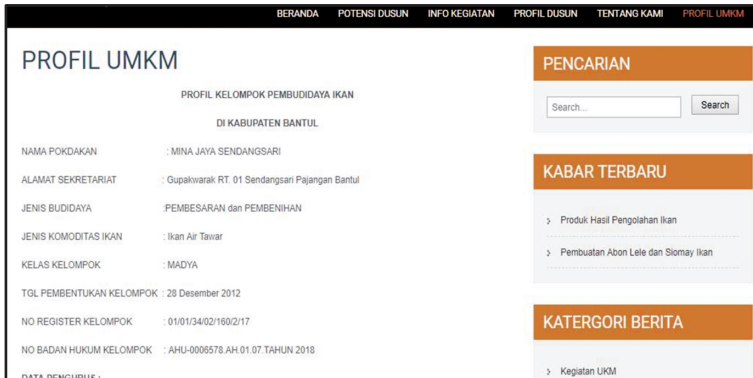 BERANDA POTENSI DUSUN INFO KEGIATAN PROFIL DUSUN TENTANG KAMI PROFIL UMKM
PROFIL UMKM
PROFIL KELOMPOK PEMBUDIDAYA IKAN
DI KABUPATEN BANTUL
NAMA POKDAKAN : MINA JAYA SENDANGSARI
ALAMAT SEKRETARIAT : Gupakwarak RT. 01 Sendangsari Pajangan Bantul
JENIS BUDIDAYA :PEMBESARAN dan PEMBENIHAN
JENIS KOMODITAS IKAN : Ikan Air Tawar
KELAS KELOMPOK : MADYA
TGL PEMBENTUKAN KELOMPOK : 28 Desember 2012
NO REGISTER KELOMPOK : 01/01/34/02/160/2/17
NO BADAN HUKUM KELOMPOK : AHU-0006578.AH.01.07.TAHUN 2018
DATA PENGURUS :
PENCARIAN
Search... Search
KABAR TERBARU
> Produk Hasil Pengolahan Ikan
> Pembuatan Abon Lele dan Siomay Ikan
KATERGORI BERITA
> Kegiatan UKM